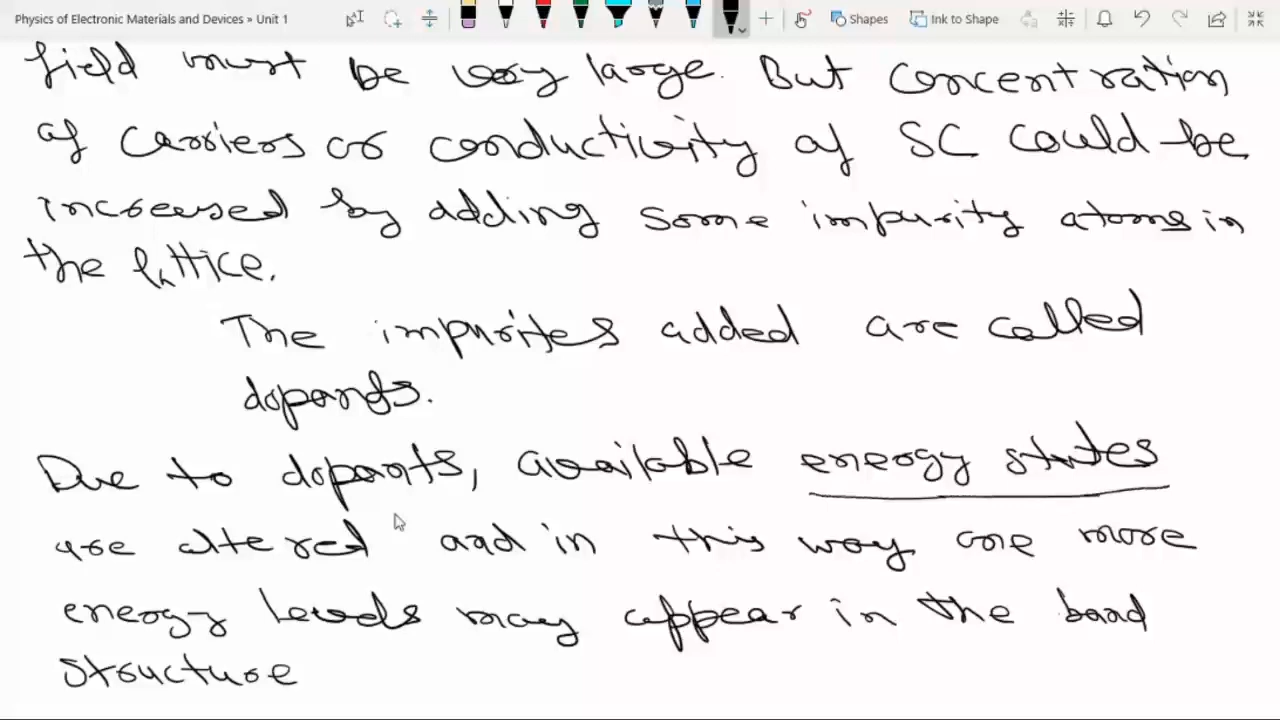 Physics of Electronic Materials and Devices » Unit 1
Shapes
Ink to Shape
field must be very large. But Concentration
of Carriers or conductivity of SC Could be
increased by adding some impurity atoms in
the lattice.
The impurites added are called
dopants.
Due to dopants, available energy states
are altered and in this way one more
energy levels may appear in the band
structure